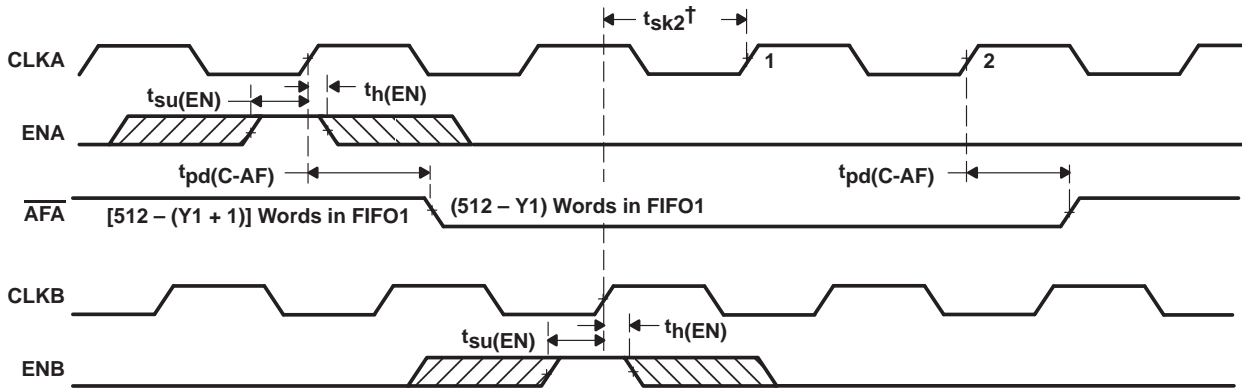 tsk2†
CLKA
1
2
tsu(EN)
th(EN)
ENA
tpd(C-AF)
tpd(C-AF)
AFA
[512 – (Y1 + 1)] Words in FIFO1
(512 – Y1) Words in FIFO1
CLKB
tsu(EN)
th(EN)
ENB